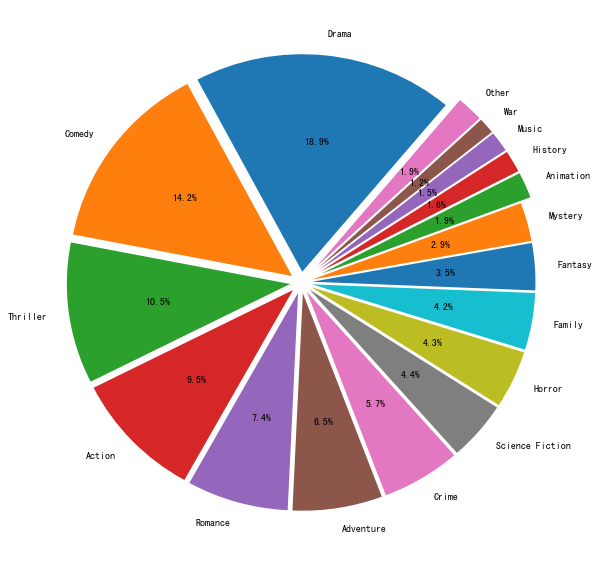 Drama
18.9%
Comedy
14.2%
Thriller
10.5%
Action
9.5%
Romance
7.4%
Adventure
6.5%
Crime
5.7%
Science Fiction
4.4%
Horror
4.3%
Family
4.2%
Fantasy
3.5%
Mystery
2.9%
Animation
1.9%
History
1.6%
Music
1.5%
War
1.2%
Other
1.9%